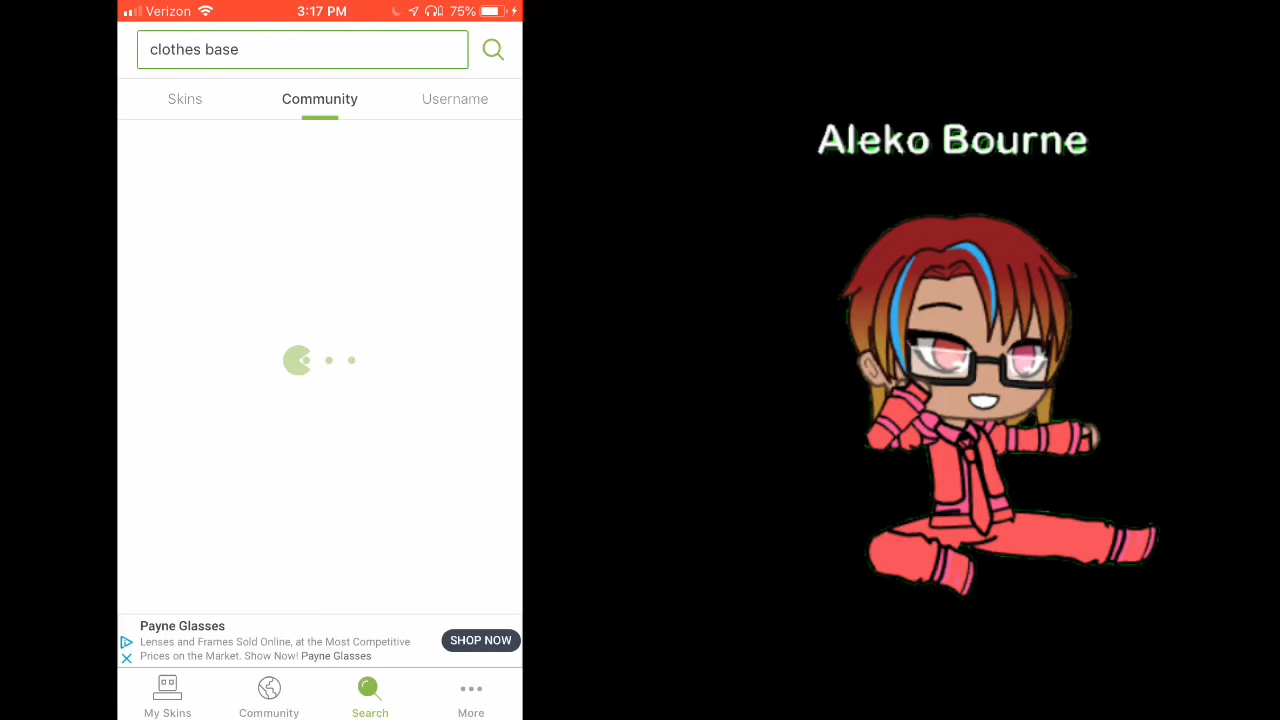 Verizon 3:17 PM 75%
clothes base
Skins Community Username
Aleko Bourne
Payne Glasses
Lenses and Frames Sold Online, at the Most Competitive
Prices on the Market. Show Now! Payne Glasses
SHOP NOW
My Skins Community Search More